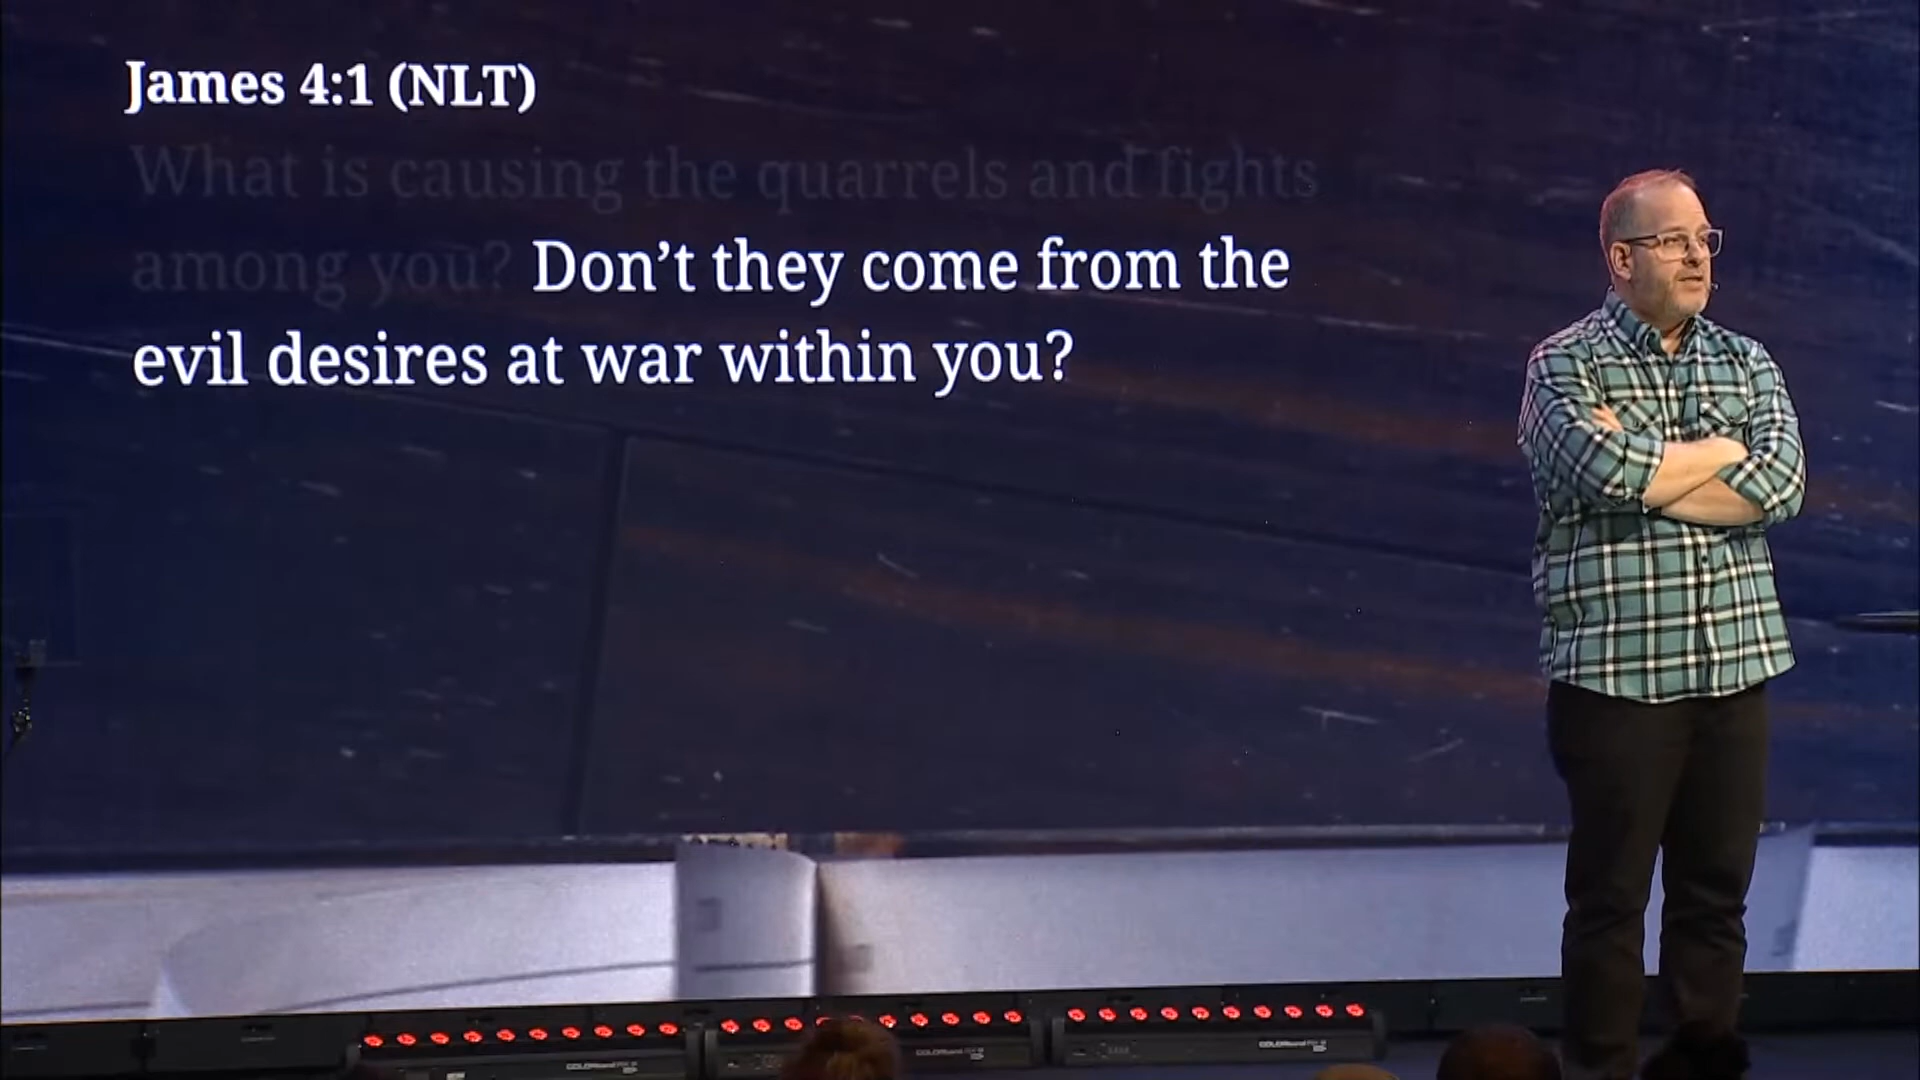 James 4:1 (NLT)
What is causing the quarrels and fights
among you? Don’t they come from the
evil desires at war within you?